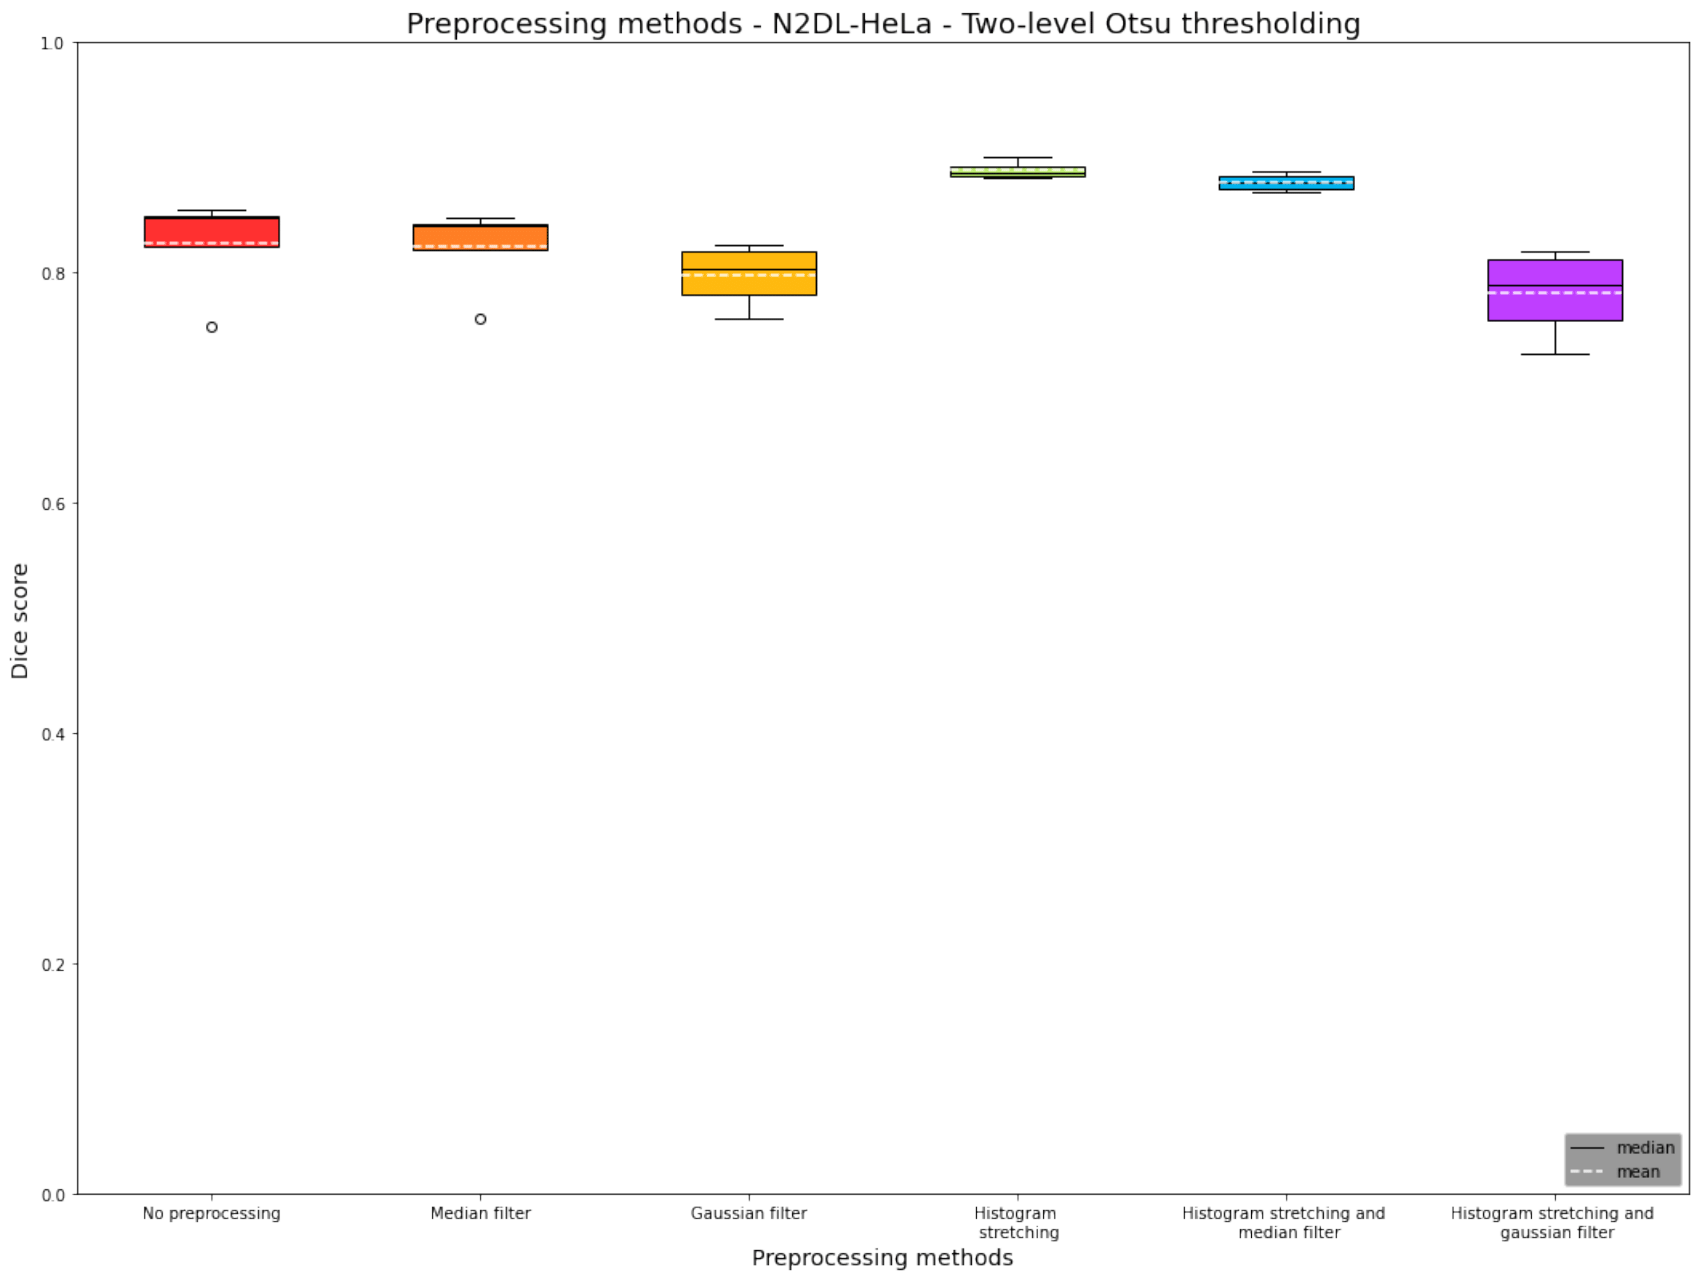 Preprocessing methods - N2DL-HeLa - Two-level Otsu thresholding
1.0
0.8
0.6
0.4
0.2
0.0
Dice score
No preprocessing
Median filter
Gaussian filter
Histogram
stretching
Histogram stretching and
median filter
Histogram stretching and
gaussian filter
Preprocessing methods
median
mean